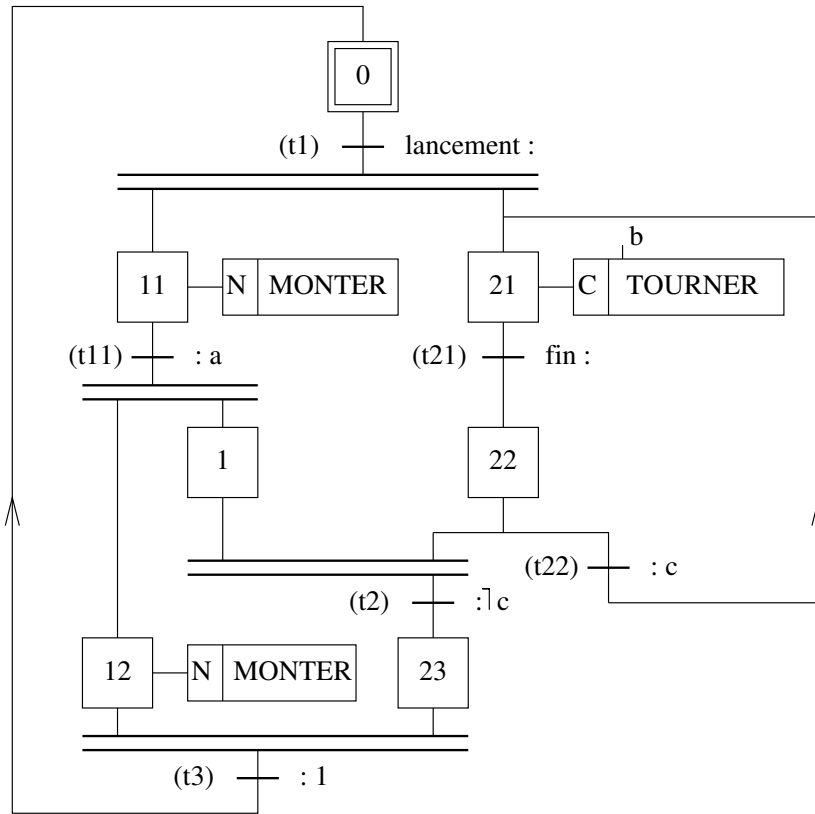 0
(t1) lancement :
b
11 N MONTER 21 C TOURNER
(t11) : a (t21) fin :
1 22
(t22) : c
(t2) :⌉ c
12 N MONTER 23
(t3) : 1